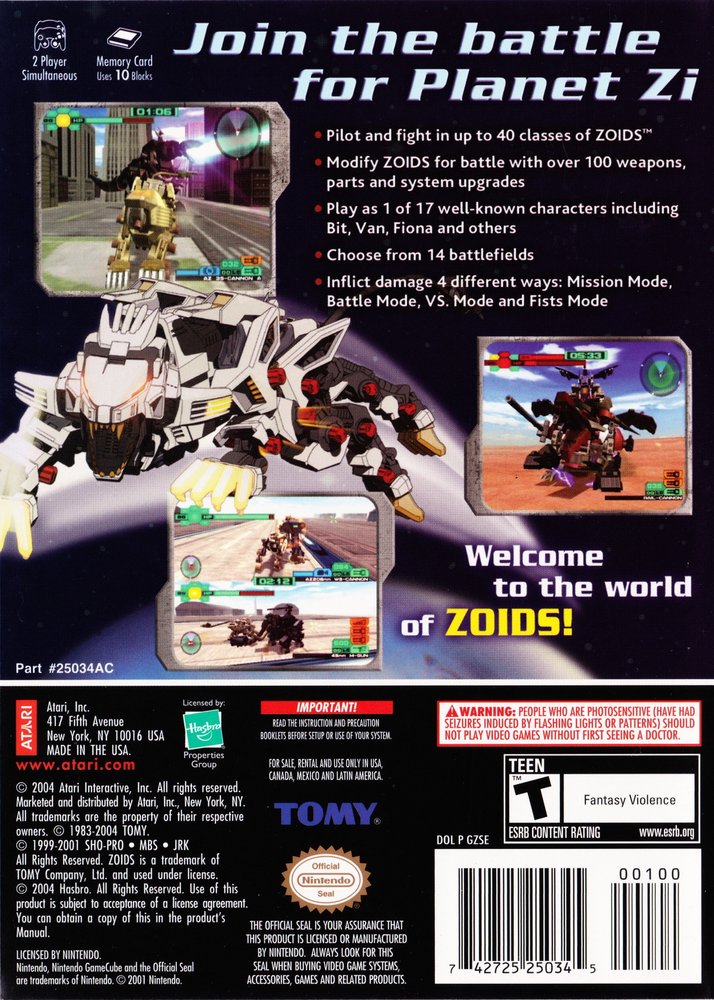 2 Player
Simultaneous
Memory Card
Uses 10 Blocks
Join the battle
for Planet Zi
• Pilot and fight in up to 40 classes of ZOIDS™
• Modify ZOIDS for battle with over 100 weapons,
parts and system upgrades
• Play as 1 of 17 well-known characters including
Bit, Van, Fiona and others
• Choose from 14 battlefields
• Inflict damage 4 different ways: Mission Mode,
Battle Mode, VS. Mode and Fists Mode
01:06
AZ 35-CANNON A
05:33
RAIL-CANNON
HP
02:12
HP
Welcome
to the world
of ZOIDS!
Part #25034AC
ATARI
Atari, Inc.
417 Fifth Avenue
New York, NY 10016 USA
MADE IN THE USA.
www.atari.com
Licensed by:
Hasbro
Properties
Group
© 2004 Atari Interactive, Inc. All rights reserved.
Marketed and distributed by Atari, Inc., New York, NY.
All trademarks are the property of their respective
owners. © 1983-2004 TOMY.
© 1999-2001 SHO-PRO • MBS • JRK
All Rights Reserved. ZOIDS is a trademark of
TOMY Company, Ltd. and used under license.
© 2004 Hasbro. All Rights Reserved. Use of this
product is subject to acceptance of a license agreement.
You can obtain a copy of this in the product's
Manual.
LICENSED BY NINTENDO.
Nintendo, Nintendo GameCube and the Official Seal
are trademarks of Nintendo. © 2001 Nintendo.
IMPORTANT!
READ THE INSTRUCTION AND PRECAUTION
BOOKLETS BEFORE SETUP OR USE OF YOUR SYSTEM.
FOR SALE, RENTAL AND USE ONLY IN USA,
CANADA, MEXICO AND LATIN AMERICA.
TOMY®
Official
Nintendo
Seal
THE OFFICIAL SEAL IS YOUR ASSURANCE THAT
THIS PRODUCT IS LICENSED OR MANUFACTURED
BY NINTENDO. ALWAYS LOOK FOR THIS
SEAL WHEN BUYING VIDEO GAME SYSTEMS,
ACCESSORIES, GAMES AND RELATED PRODUCTS.
WARNING: PEOPLE WHO ARE PHOTOSENSITIVE (HAVE HAD
SEIZURES INDUCED BY FLASHING LIGHTS OR PATTERNS) SHOULD
NOT PLAY VIDEO GAMES WITHOUT FIRST SEEING A DOCTOR.
TEEN
T™
Fantasy Violence
ESRB CONTENT RATING www.esrb.org
DOL P GZSE
00100
7 42725 25034 5